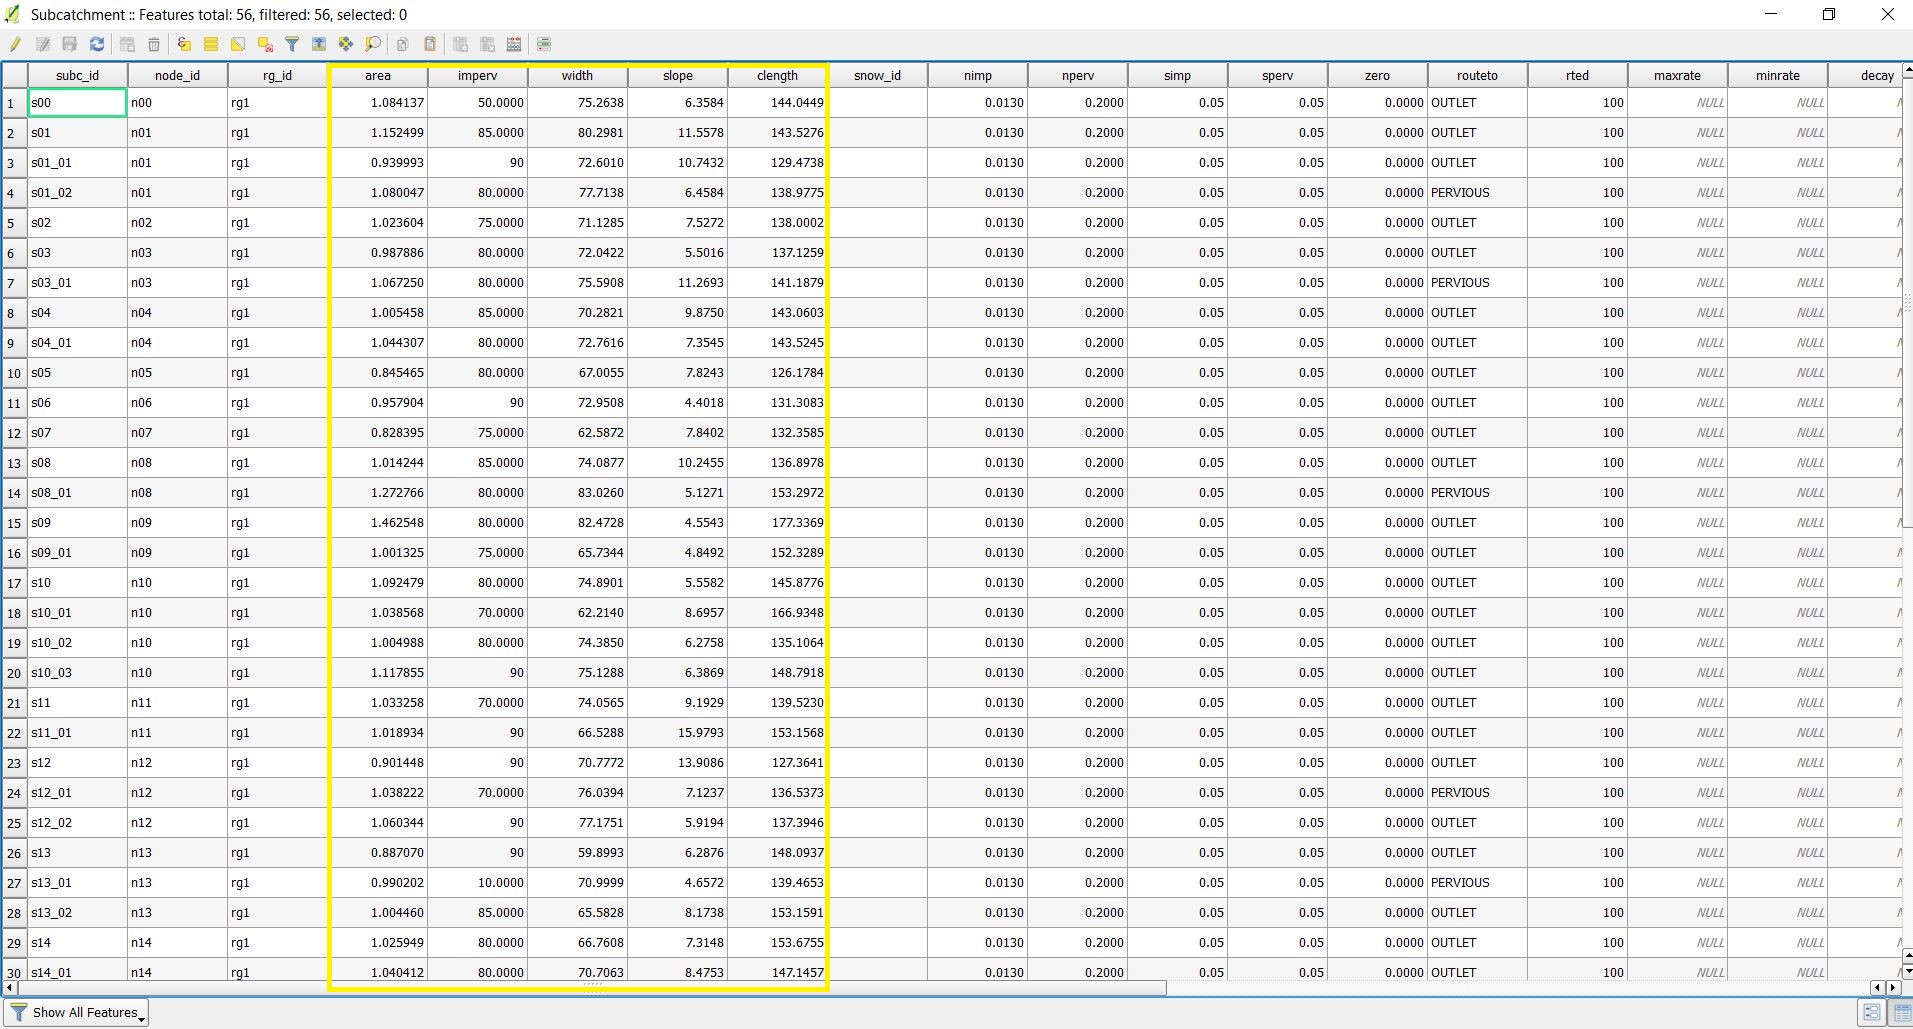 Subcatchment :: Features total: 56, filtered: 56, selected: 0
subc_id node_id rg_id area imperv width slope clength snow_id nimp nperv simp sperv zero routeto rted maxrate minrate decay
1 s00 n00 rg1 1.084137 50.0000 75.2638 6.3584 144.0449 0.0130 0.2000 0.05 0.05 0.0000 OUTLET 100 NULL NULL
2 s01 n01 rg1 1.152499 85.0000 80.2981 11.5578 143.5276 0.0130 0.2000 0.05 0.05 0.0000 OUTLET 100 NULL NULL
3 s01_01 n01 rg1 0.939993 90 72.6010 10.7432 129.4738 0.0130 0.2000 0.05 0.05 0.0000 OUTLET 100 NULL NULL
4 s01_02 n01 rg1 1.080047 80.0000 77.7138 6.4584 138.9775 0.0130 0.2000 0.05 0.05 0.0000 PERVIOUS 100 NULL NULL
5 s02 n02 rg1 1.023604 75.0000 71.1285 7.5272 138.0002 0.0130 0.2000 0.05 0.05 0.0000 OUTLET 100 NULL NULL
6 s03 n03 rg1 0.987886 80.0000 72.0422 5.5016 137.1259 0.0130 0.2000 0.05 0.05 0.0000 OUTLET 100 NULL NULL
7 s03_01 n03 rg1 1.067250 80.0000 75.5908 11.2693 141.1879 0.0130 0.2000 0.05 0.05 0.0000 PERVIOUS 100 NULL NULL
8 s04 n04 rg1 1.005458 85.0000 70.2821 9.8750 143.0603 0.0130 0.2000 0.05 0.05 0.0000 OUTLET 100 NULL NULL
9 s04_01 n04 rg1 1.044307 80.0000 72.7616 7.3545 143.5245 0.0130 0.2000 0.05 0.05 0.0000 OUTLET 100 NULL NULL
10 s05 n05 rg1 0.845465 80.0000 67.0055 7.8243 126.1784 0.0130 0.2000 0.05 0.05 0.0000 OUTLET 100 NULL NULL
11 s06 n06 rg1 0.957904 90 72.9508 4.4018 131.3083 0.0130 0.2000 0.05 0.05 0.0000 OUTLET 100 NULL NULL
12 s07 n07 rg1 0.828395 75.0000 62.5872 7.8402 132.3585 0.0130 0.2000 0.05 0.05 0.0000 OUTLET 100 NULL NULL
13 s08 n08 rg1 1.014244 85.0000 74.0877 10.2455 136.8978 0.0130 0.2000 0.05 0.05 0.0000 OUTLET 100 NULL NULL
14 s08_01 n08 rg1 1.272766 80.0000 83.0260 5.1271 153.2972 0.0130 0.2000 0.05 0.05 0.0000 PERVIOUS 100 NULL NULL
15 s09 n09 rg1 1.462548 80.0000 82.4728 4.5543 177.3369 0.0130 0.2000 0.05 0.05 0.0000 OUTLET 100 NULL NULL
16 s09_01 n09 rg1 1.001325 75.0000 65.7344 4.8492 152.3289 0.0130 0.2000 0.05 0.05 0.0000 OUTLET 100 NULL NULL
17 s10 n10 rg1 1.092479 80.0000 74.8901 5.5582 145.8776 0.0130 0.2000 0.05 0.05 0.0000 OUTLET 100 NULL NULL
18 s10_01 n10 rg1 1.038568 70.0000 62.2140 8.6957 166.9348 0.0130 0.2000 0.05 0.05 0.0000 OUTLET 100 NULL NULL
19 s10_02 n10 rg1 1.004988 80.0000 74.3850 6.2758 135.1064 0.0130 0.2000 0.05 0.05 0.0000 OUTLET 100 NULL NULL
20 s10_03 n10 rg1 1.117855 90 75.1288 6.3869 148.7918 0.0130 0.2000 0.05 0.05 0.0000 OUTLET 100 NULL NULL
21 s11 n11 rg1 1.033258 70.0000 74.0565 9.1929 139.5230 0.0130 0.2000 0.05 0.05 0.0000 OUTLET 100 NULL NULL
22 s11_01 n11 rg1 1.018934 90 66.5288 15.9793 153.1568 0.0130 0.2000 0.05 0.05 0.0000 OUTLET 100 NULL NULL
23 s12 n12 rg1 0.901448 90 70.7772 13.9086 127.3641 0.0130 0.2000 0.05 0.05 0.0000 OUTLET 100 NULL NULL
24 s12_01 n12 rg1 1.038222 70.0000 76.0394 7.1237 136.5373 0.0130 0.2000 0.05 0.05 0.0000 PERVIOUS 100 NULL NULL
25 s12_02 n12 rg1 1.060344 90 77.1751 5.9194 137.3946 0.0130 0.2000 0.05 0.05 0.0000 OUTLET 100 NULL NULL
26 s13 n13 rg1 0.887070 90 59.8993 6.2876 148.0937 0.0130 0.2000 0.05 0.05 0.0000 OUTLET 100 NULL NULL
27 s13_01 n13 rg1 0.990202 10.0000 70.9999 4.6572 139.4653 0.0130 0.2000 0.05 0.05 0.0000 PERVIOUS 100 NULL NULL
28 s13_02 n13 rg1 1.004460 85.0000 65.5828 8.1738 153.1591 0.0130 0.2000 0.05 0.05 0.0000 OUTLET 100 NULL NULL
29 s14 n14 rg1 1.025949 80.0000 66.7608 7.3148 153.6755 0.0130 0.2000 0.05 0.05 0.0000 OUTLET 100 NULL NULL
30 s14_01 n14 rg1 1.040412 80.0000 70.7063 8.4753 147.1457 0.0130 0.2000 0.05 0.05 0.0000 OUTLET 100 NULL NULL
Show All Features